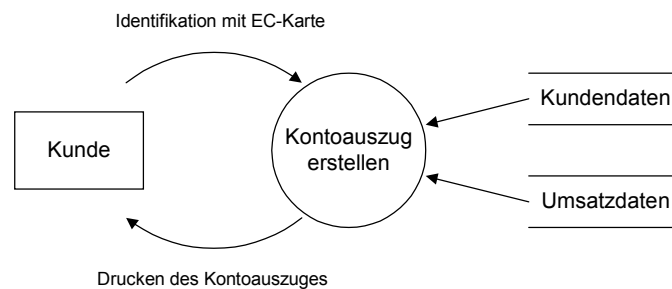 Identifikation mit EC-Karte
Kunde
Kontoauszug
erstellen
Kundendaten
Umsatzdaten
Drucken des Kontoauszuges